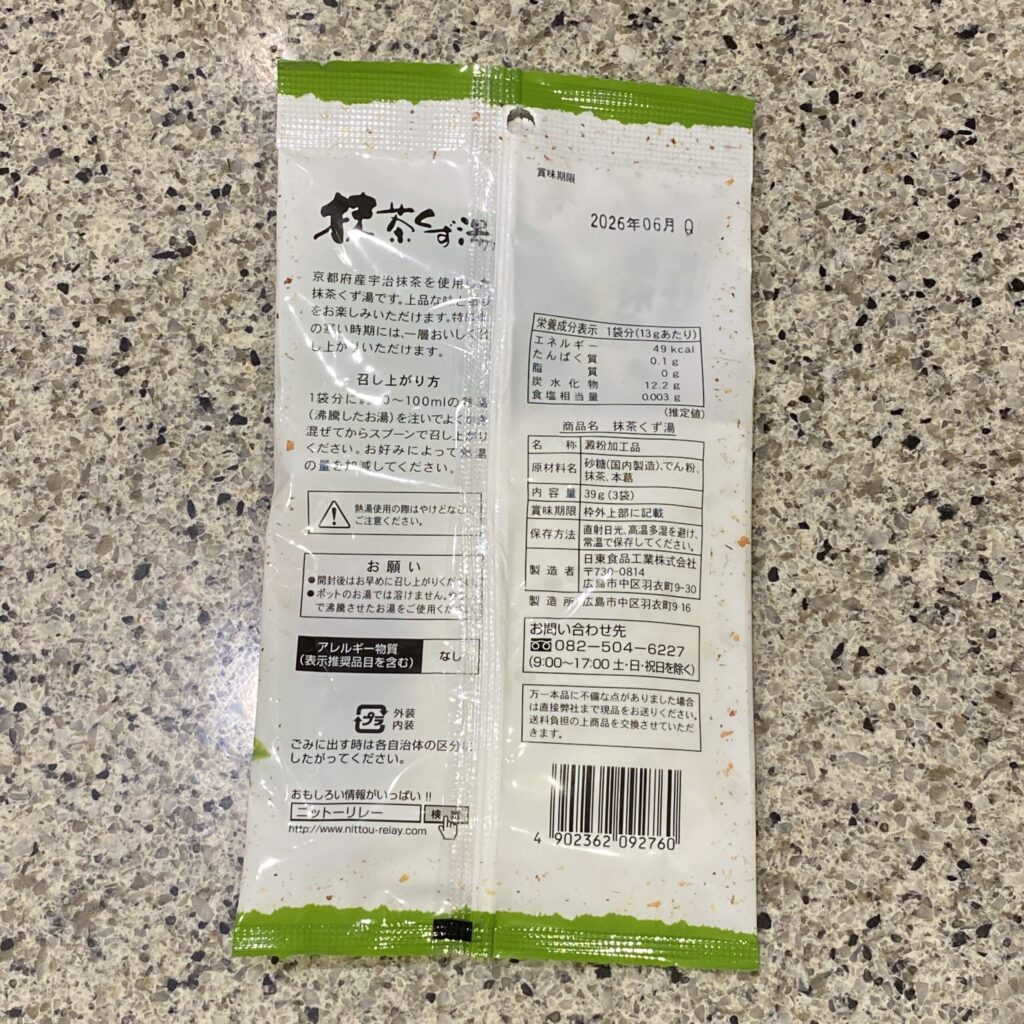 抹茶くず湯
京都府産宇治抹茶を使用した
抹茶くず湯です。上品な味と香り
をお楽しみいただけます。特に冬
の寒い時期には、一層おいしく召
し上がりいただけます。
召し上がり方
1袋分に 〜100mlの熱湯
(沸騰したお湯)を注いでよくかき
混ぜてからスプーンで召し上がり
ください。お好みによって熱湯
の量を加減してください。
熱湯使用の際はやけどなどに
ご注意ください。
お願い
●開封後はお早めに召し上がりください。
●ポットのお湯では溶けません。
で沸騰させたお湯をご使用ください
アレルギー物質
(表示推奨品目を含む)
なし
プラ
外装
内装
ごみに出す時は各自治体の区分に
したがってください。
おもしろい情報がいっぱい!!
ニットーリレー
検索
http://www.nittou-relay.com
賞味期限
2026年06月
栄養成分表示 1袋分(13gあたり)
エネルギー 49kcal
たんぱく質 0.1g
脂質 0g
炭水化物 12.2g
食塩相当量 0.003g
(推定値)
商品名 抹茶くず湯
名称 澱粉加工品
原材料名 砂糖(国内製造)、でん粉、
抹茶、本葛
内容量 39g(3袋)
賞味期限 枠外上部に記載
保存方法 直射日光、高温多湿を避け、
常温で保存してください。
製造者 日東食品工業株式会社
〒730-0814
広島市中区羽衣町9-30
製造所 広島市中区羽衣町9-16
お問い合わせ先
082-504-6227
(9:00〜17:00 土・日・祝日を除く)
万一本品に不備な点がありました場合
は直接弊社まで現品をお送りください。
送料負担の上商品を交換させていただ
きます。
4 902362 092760